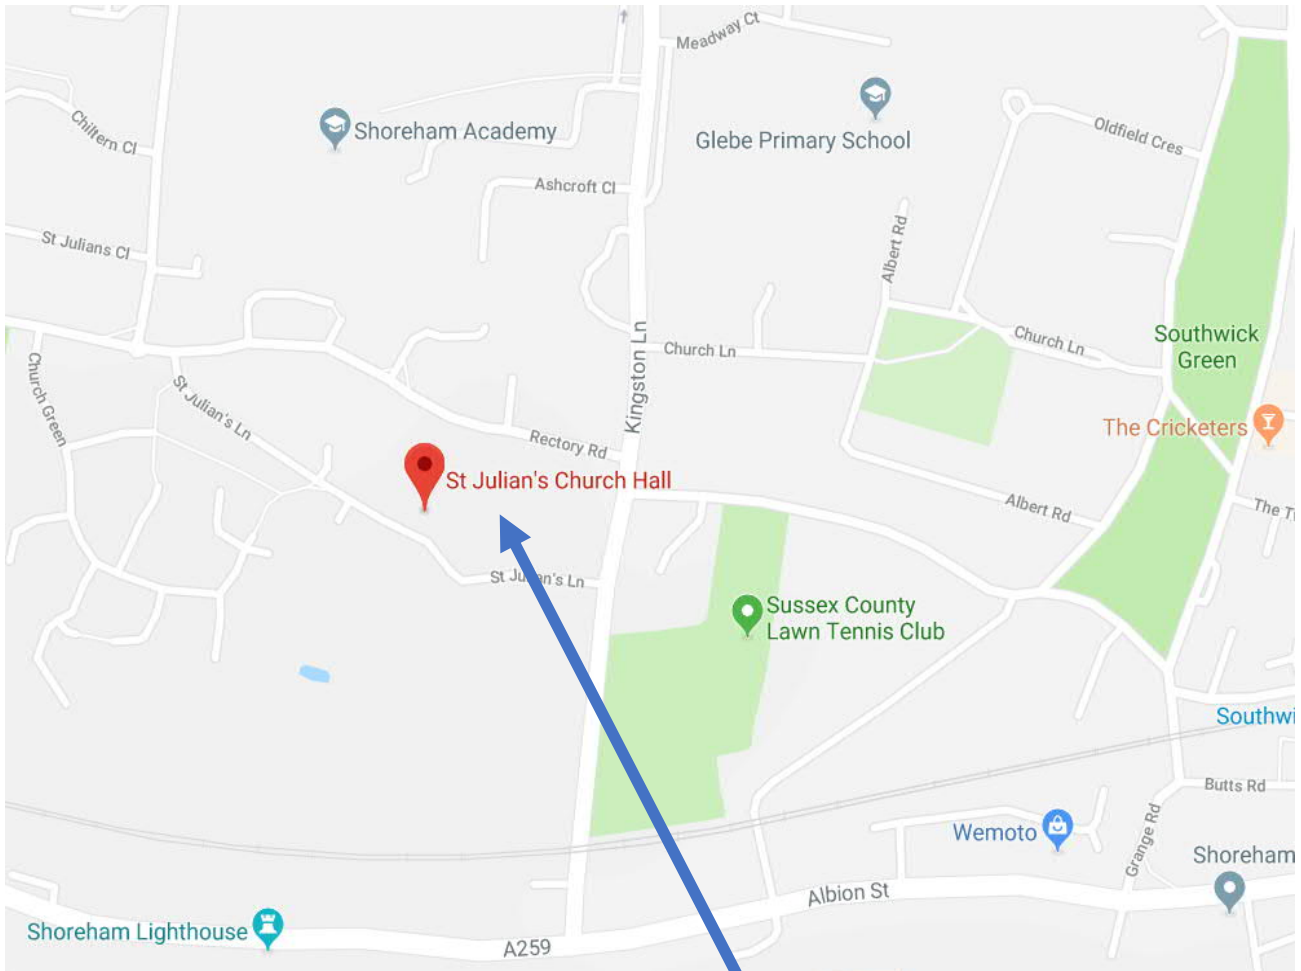 Meadway Ct
Shoreham Academy
Glebe Primary School
Chiltern Cl
Oldfield Cres
Ashcroft Cl
St Julians Cl
Albert Rd
Church Ln
Kingston Ln
Church Ln
Southwick
Green
Church Green
St Julian's Ln
Rectory Rd
The Cricketers
St Julian's Church Hall
Albert Rd
The
St Julian's Ln
Sussex County
Lawn Tennis Club
Southwi
Butts Rd
Wemoto
Grange Rd
Shoreham
Albion St
Shoreham Lighthouse
A259